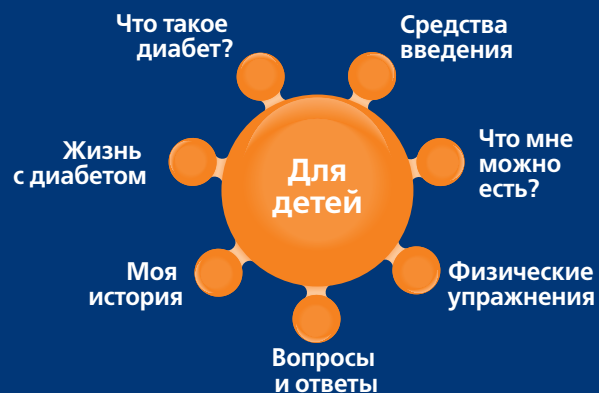 Что такое
диабет?
Средства
введения
Жизнь
с диабетом
Для
детей
Что мне
можно
есть?
Моя
история
Физические
упражнения
Вопросы
и ответы